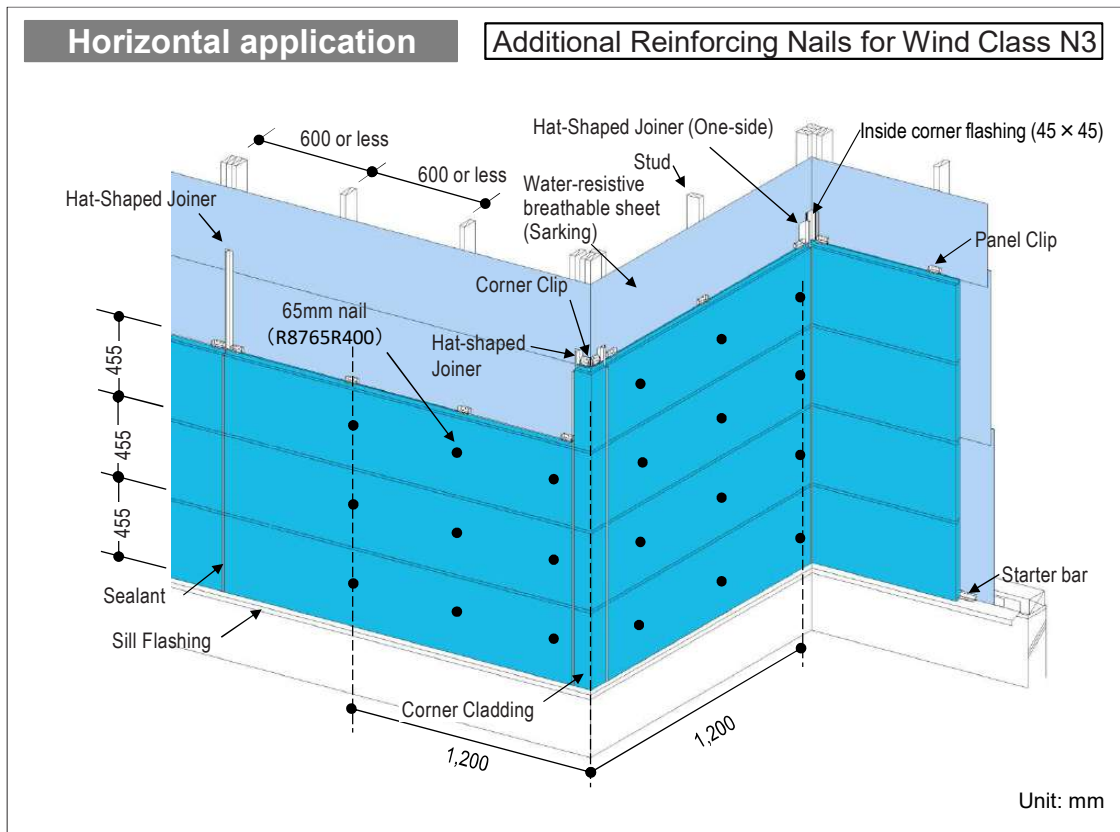 Horizontal application
Additional Reinforcing Nails for Wind Class N3
600 or less
600 or less
Hat-Shaped Joiner
Hat-Shaped Joiner (One-side)
Inside corner flashing (45 × 45)
Stud
Water-resistive
breathable sheet
(Sarking)
Panel Clip
Corner Clip
65mm nail
（R8765R400）
Hat-shaped
Joiner
455
455
455
Sealant
Sill Flashing
Starter bar
Corner Cladding
1,200
1,200
Unit: mm